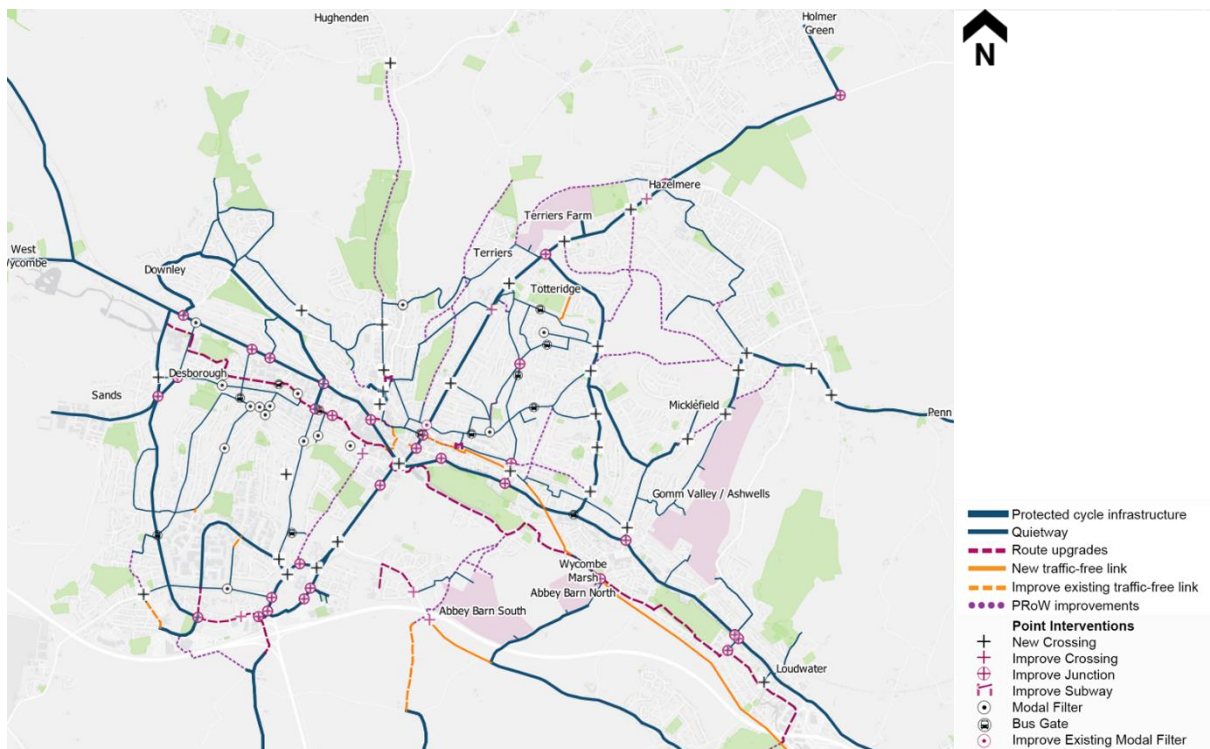 Hughenden
Holmer
Green
N
Hazelmere
Terriers Farm
Terriers
West
Wycombe
Downley
Totteridge
Desborough
Sands
Micklefield
Penn
Gomm Valley / Ashwells
Wycombe
Marsh
Abbey Barn North
Abbey Barn South
Loudwater
Protected cycle infrastructure
Quietway
Route upgrades
New traffic-free link
Improve existing traffic-free link
PRoW improvements
Point Interventions
New Crossing
Improve Crossing
Improve Junction
Improve Subway
Modal Filter
Bus Gate
Improve Existing Modal Filter